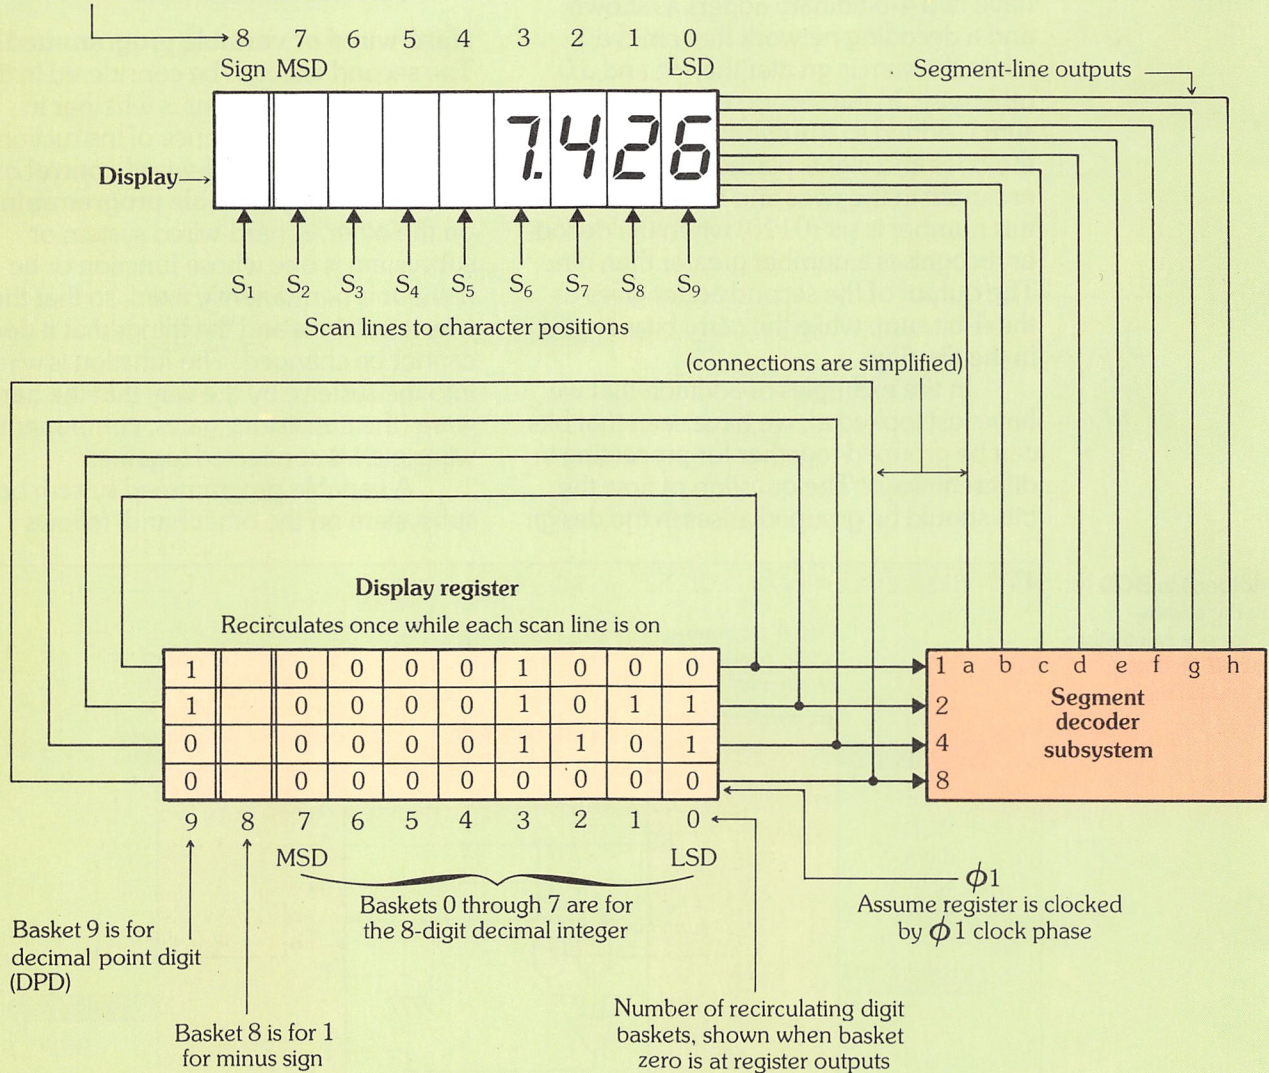 8 7 6 5 4 3 2 1 0
Sign MSD LSD
Segment-line outputs
7.426
Display
S1 S2 S3 S4 S5 S6 S7 S8 S9
Scan lines to character positions
(connections are simplified)
Display register
Recirculates once while each scan line is on
1 0 0 0 0 1 0 0 0
1 0 0 0 0 1 0 1 1
0 0 0 0 0 1 1 0 1
0 0 0 0 0 0 0 0 0
1 a b c d e f g h
2
4
8
Segment
decoder
subsystem
9 8 7 6 5 4 3 2 1 0
MSD LSD
Baskets 0 through 7 are for
the 8-digit decimal integer
ϕ1
Assume register is clocked
by ϕ1 clock phase
Basket 9 is for
decimal point digit
(DPD)
Basket 8 is for 1
for minus sign
Number of recirculating digit
baskets, shown when basket
zero is at register outputs